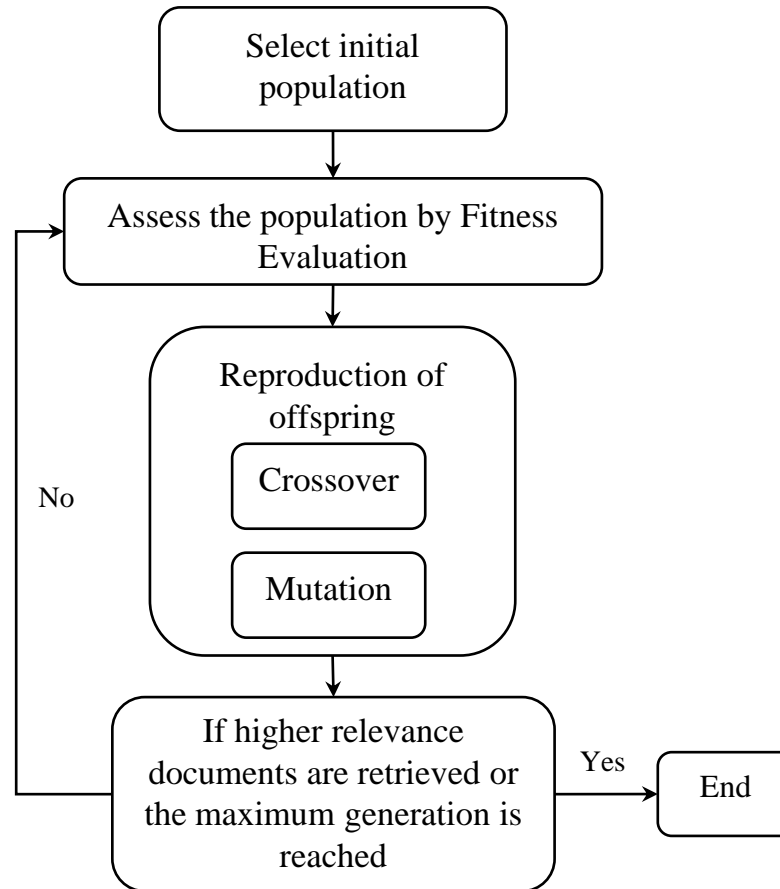 Select initial
population
Assess the population by Fitness
Evaluation
Reproduction of
offspring
Crossover
No
Mutation
If higher relevance
documents are retrieved or
the maximum generation is
reached
Yes
End